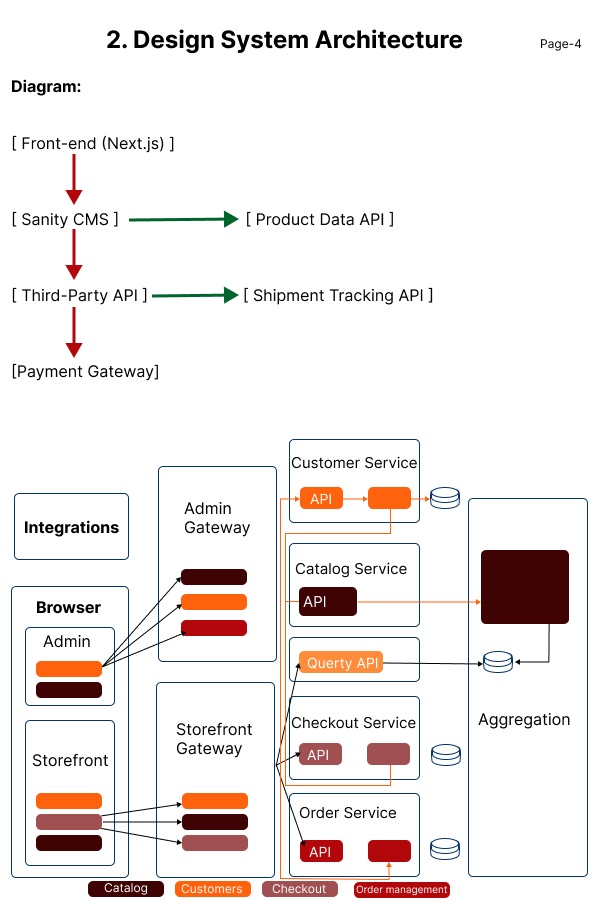 2. Design System Architecture
Page-4
Diagram:
[ Front-end (Next.js) ]
[ Sanity CMS ]
[ Product Data API ]
[ Third-Party API ]
[ Shipment Tracking API ]
[Payment Gateway]
Integrations
Browser
Admin
Storefront
Admin
Gateway
Storefront
Gateway
Customer Service
API
Catalog Service
API
Querty API
Checkout Service
API
Order Service
API
Aggregation
Catalog
Customers
Checkout
Order management